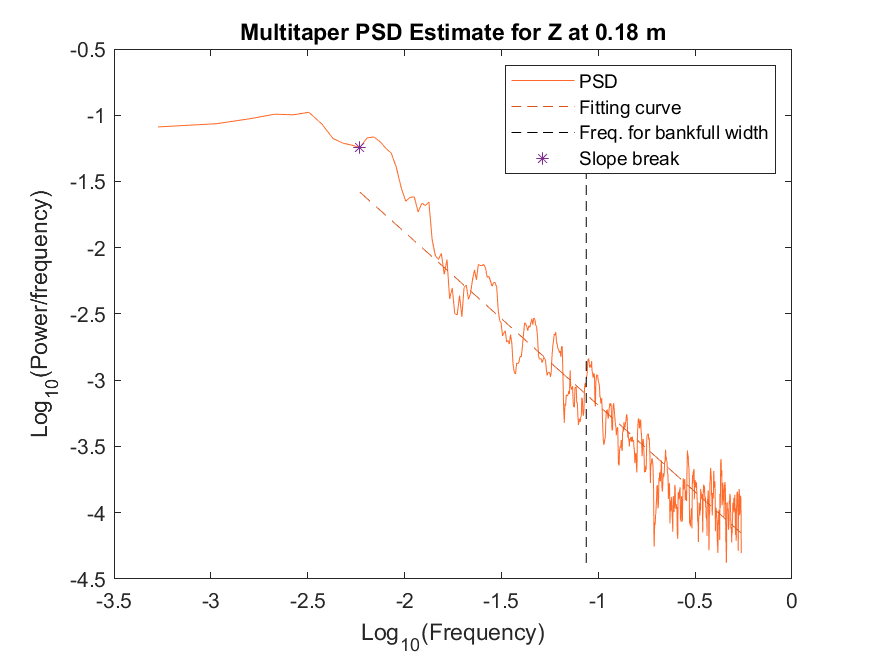 Multitaper PSD Estimate for Z at 0.18 m
-0.5
-1
-1.5
-2
-2.5
-3
-3.5
-4
-4.5
Log10(Power/frequency)
PSD
Fitting curve
Freq. for bankfull width
Slope break
-3.5 -3 -2.5 -2 -1.5 -1 -0.5 0
Log10(Frequency)